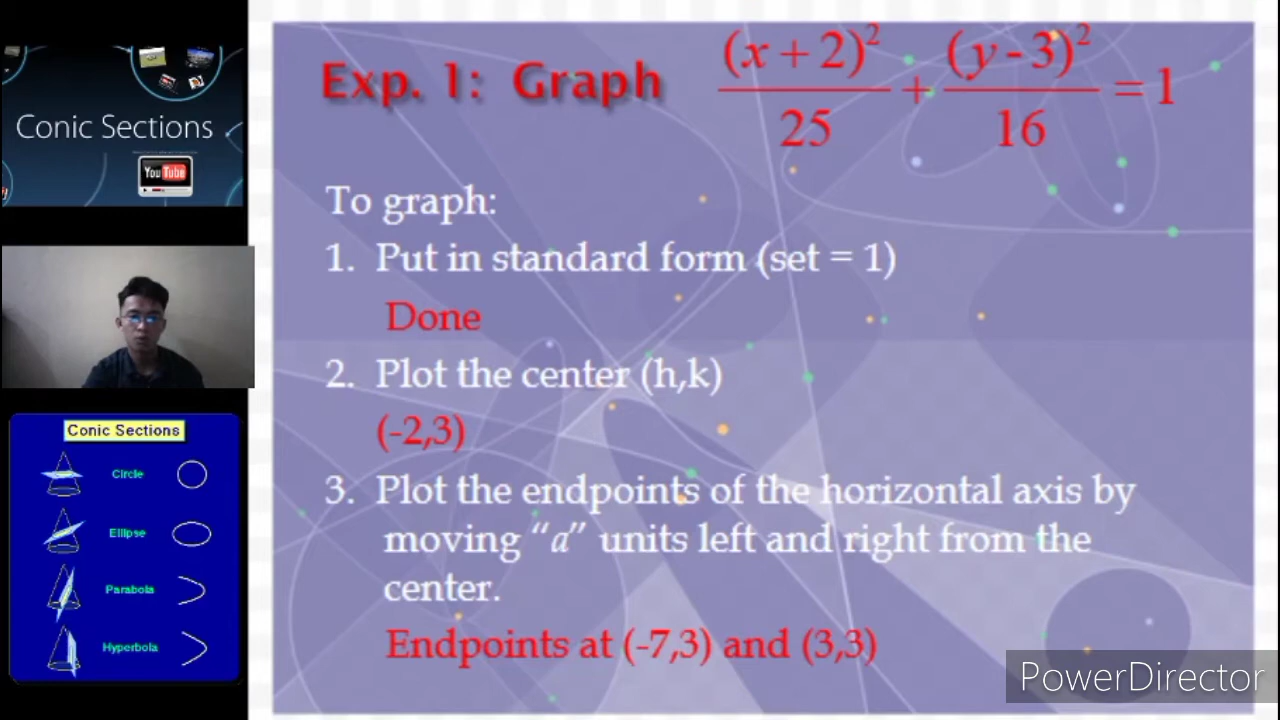 Conic Sections
YouTube
Conic Sections
Circle
Ellipse
Parabola
Hyperbola
Exp. 1: Graph (x + 2)²/25 + (y - 3)²/16 = 1
To graph:
1. Put in standard form (set = 1)
Done
2. Plot the center (h,k)
(-2,3)
3. Plot the endpoints of the horizontal axis by
moving “a” units left and right from the
center.
Endpoints at (-7,3) and (3,3)
PowerDirector